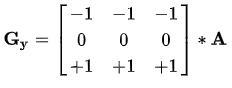 G_y = [ −1 −1 −1
0 0 0
+1 +1 +1 ] * A